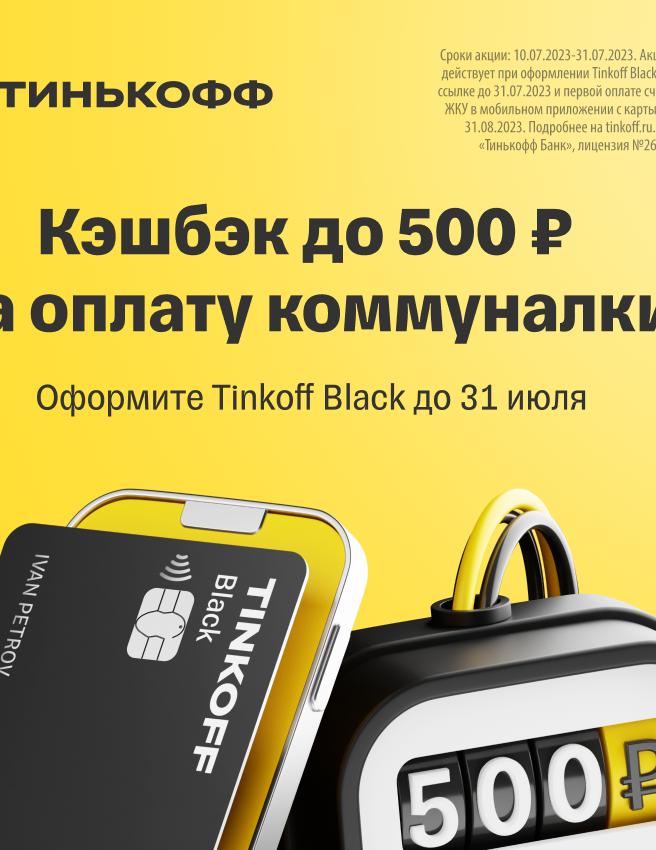 ТИНЬКОФФ
Сроки акции: 10.07.2023-31.07.2023.
действует при оформлении Tinkoff Black
ссылке до 31.07.2023 и первой оплате
ЖКУ в мобильном приложении с карты
31.08.2023. Подробнее на tinkoff.ru.
«Тинькофф Банк», лицензия №26
Кэшбэк до 500 ₽
а оплату коммуналки
Оформите Tinkoff Black до 31 июля
IVAN PETROV
Black
TINKOFF
500 ₽